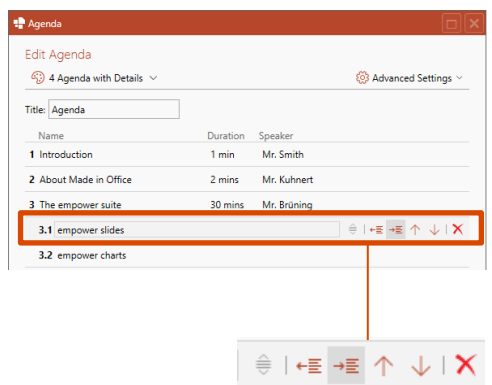 Agenda
Edit Agenda
4 Agenda with Details
Advanced Settings
Title: Agenda
Name Duration Speaker
1 Introduction 1 min Mr. Smith
2 About Made in Office 2 mins Mr. Kuhnert
3 The empower suite 30 mins Mr. Brüning
3.1 empower slides
3.2 empower charts